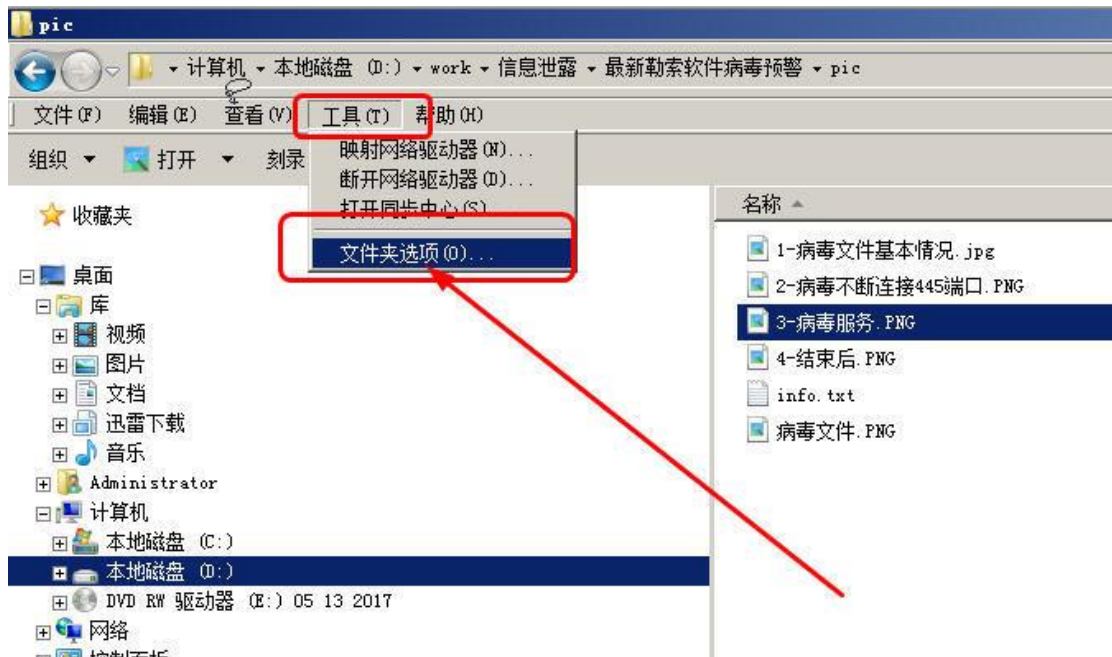 pic
计算机 本地磁盘 (D:) work 信息泄露 最新勒索软件病毒预警 pic
文件(F) 编辑(E) 查看(V) 工具(T) 帮助(H)
组织 打开 刻录
映射网络驱动器(N)...
断开网络驱动器(D)...
打开同步中心(S)...
文件夹选项(O)...
收藏夹
桌面
库
视频
图片
文档
迅雷下载
音乐
Administrator
计算机
本地磁盘 (C:)
本地磁盘 (D:)
DVD RW 驱动器 (E:) 05 13 2017
网络
控制面板
名称
1-病毒文件基本情况.jpg
2-病毒不断连接445端口.PNG
3-病毒服务.PNG
4-结束后.PNG
info.txt
病毒文件.PNG